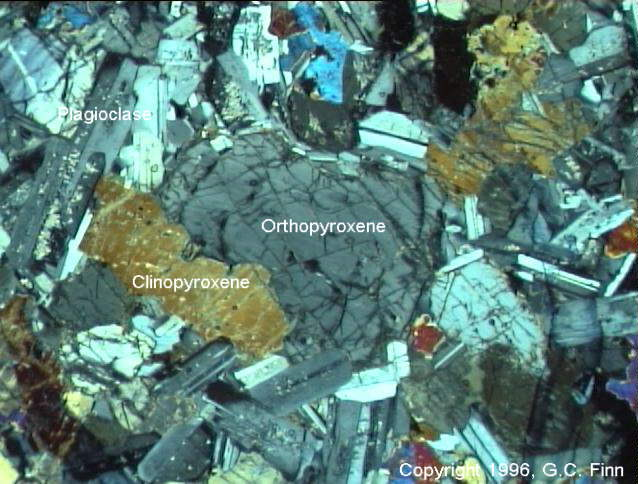 Plagioclase
Orthopyroxene
Clinopyroxene
Copyright 1996, G.C. Finn